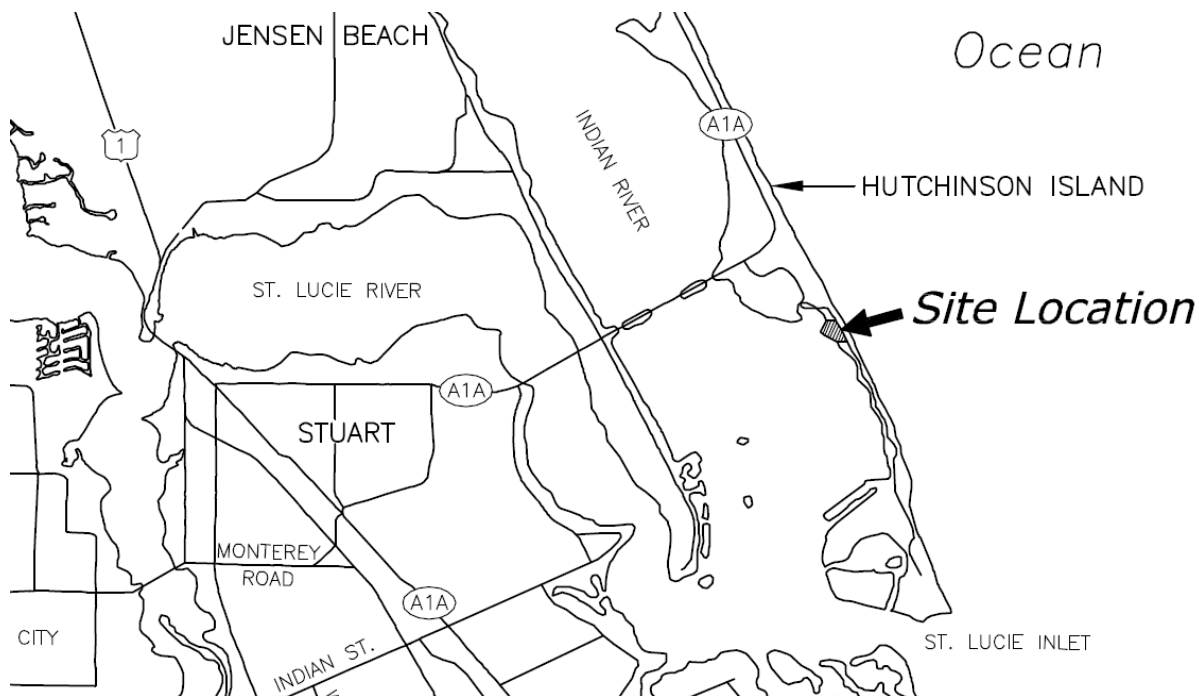 JENSEN BEACH
Ocean
1
A1A
INDIAN RIVER
HUTCHINSON ISLAND
ST. LUCIE RIVER
Site Location
A1A
STUART
MONTEREY
ROAD
A1A
CITY
INDIAN ST.
ST. LUCIE INLET